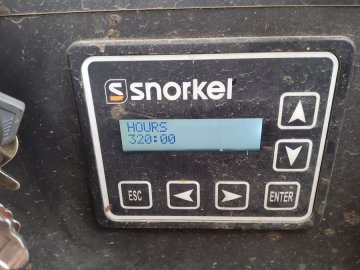 snorkel
HOURS
320:00
ESC
ENTER